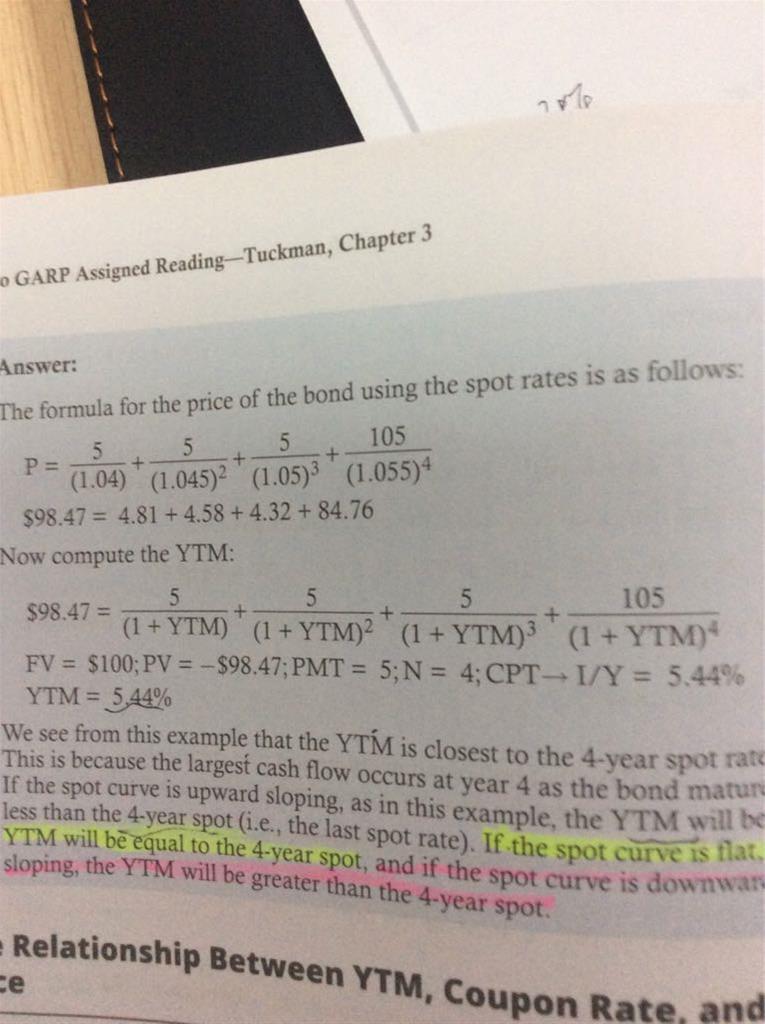 o GARP Assigned Reading—Tuckman, Chapter 3
Answer:
The formula for the price of the bond using the spot rates is as follows:
P = 5/(1.04) + 5/(1.045)² + 5/(1.05)³ + 105/(1.055)⁴
$98.47 = 4.81 + 4.58 + 4.32 + 84.76
Now compute the YTM:
$98.47 = 5/(1 + YTM) + 5/(1 + YTM)² + 5/(1 + YTM)³ + 105/(1 + YTM)⁴
FV = $100; PV = −$98.47; PMT = 5; N = 4; CPT→ I/Y = 5.44%
YTM = 5.44%
We see from this example that the YTM is closest to the 4-year spot rate
This is because the largest cash flow occurs at year 4 as the bond matur
If the spot curve is upward sloping, as in this example, the YTM will be
less than the 4-year spot (i.e., the last spot rate). If the spot curve is flat,
YTM will be equal to the 4-year spot, and if the spot curve is downwar
sloping, the YTM will be greater than the 4-year spot.
e Relationship Between YTM, Coupon Rate, and
ce